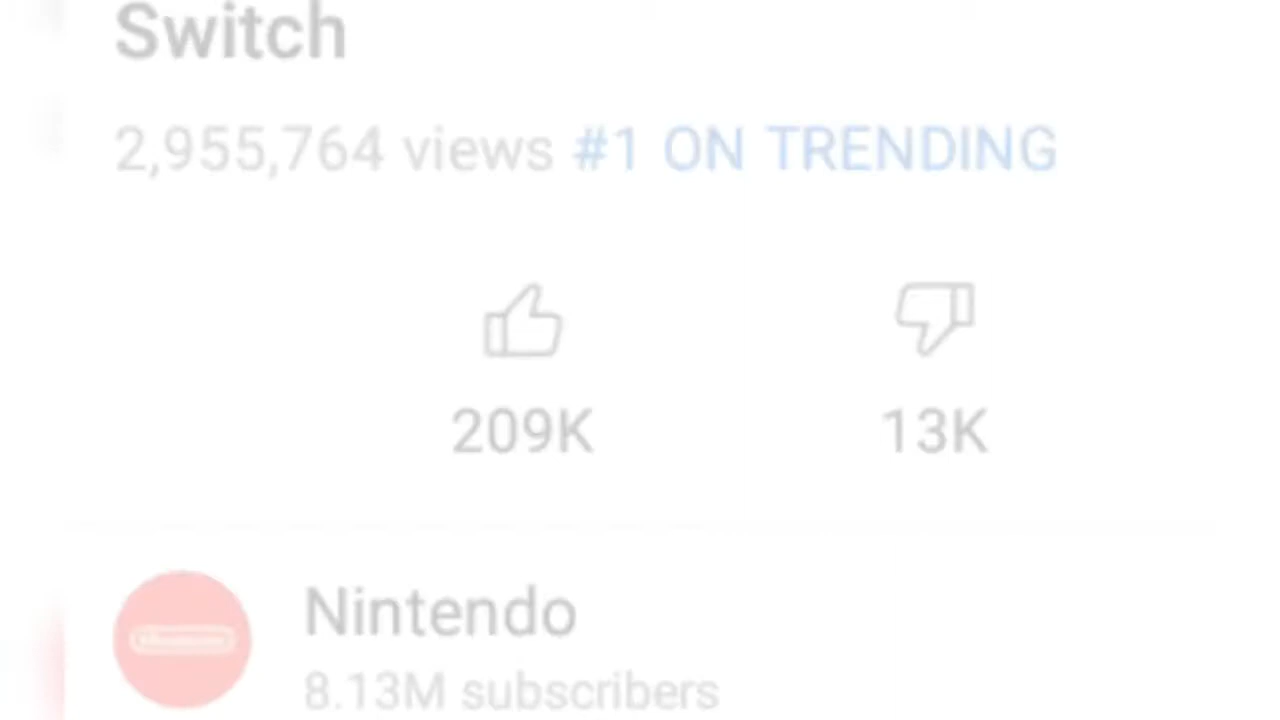 Switch
2,955,764 views #1 ON TRENDING
209K 13K
Nintendo
8.13M subscribers